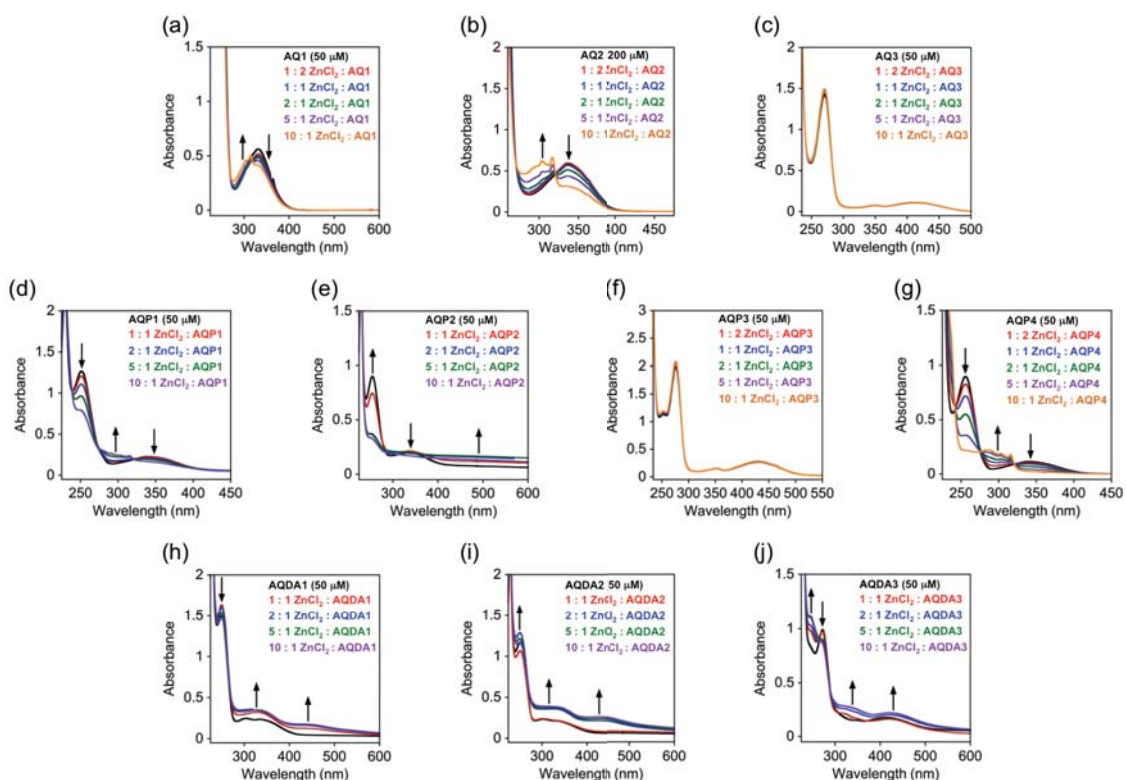 (a)
AQ1 (50 μM)
1 : 2 ZnCl2 : AQ1
1 : 1 ZnCl2 : AQ1
2 : 1 ZnCl2 : AQ1
5 : 1 ZnCl2 : AQ1
10 : 1 ZnCl2 : AQ1
Absorbance
1.5
1
0.5
0
300 400 500 600
Wavelength (nm)
(b)
AQ2 200 μM)
1 : 2 ZnCl2 : AQ2
1 : 1 ZnCl2 : AQ2
2 : 1 ZnCl2 : AQ2
5 : 1 ZnCl2 : AQ2
10 : 1 ZnCl2 : AQ2
Absorbance
2
1.5
1
0.5
0
300 350 400 450
Wavelength (nm)
(c)
AQ3 (50 μM)
1 : 2 ZnCl2 : AQ3
1 : 1 ZnCl2 : AQ3
2 : 1 ZnCl2 : AQ3
5 : 1 ZnCl2 : AQ3
10 : 1 ZnCl2 : AQ3
Absorbance
2
1.5
1
0.5
0
250 300 350 400 450 500
Wavelength (nm)
(d)
AQP1 (50 μM)
1 : 1 ZnCl2 : AQP1
2 : 1 ZnCl2 : AQP1
5 : 1 ZnCl2 : AQP1
10 : 1 ZnCl2 : AQP1
Absorbance
2
1.5
1
0.5
0
250 300 350 400 450
Wavelength (nm)
(e)
AQP2 (50 μM)
1 : 1 ZnCl2 : AQP2
2 : 1 ZnCl2 : AQP2
5 : 1 ZnCl2 : AQP2
10 : 1 ZnCl2 : AQP2
Absorbance
1.5
1
0.5
0
300 400 500 600
Wavelength (nm)
(f)
AQP3 (50 μM)
1 : 2 ZnCl2 : AQP3
1 : 1 ZnCl2 : AQP3
2 : 1 ZnCl2 : AQP3
5 : 1 ZnCl2 : AQP3
10 : 1 ZnCl2 : AQP3
Absorbance
3
2.5
2
1.5
1
0.5
0
250 300 350 400 450 500 550
Wavelength (nm)
(g)
AQP4 (50 μM)
1 : 2 ZnCl2 : AQP4
1 : 1 ZnCl2 : AQP4
2 : 1 ZnCl2 : AQP4
5 : 1 ZnCl2 : AQP4
10 : 1 ZnCl2 : AQP4
Absorbance
1.5
1
0.5
0
250 300 350 400 450
Wavelength (nm)
(h)
AQDA1 (50 μM)
1 : 1 ZnCl2 : AQDA1
2 : 1 ZnCl2 : AQDA1
5 : 1 ZnCl2 : AQDA1
10 : 1 ZnCl2 : AQDA1
Absorbance
2
1.5
1
0.5
0
300 400 500 600
Wavelength (nm)
(i)
AQDA2 50 μM)
1 : 1 ZnCl2 : AQDA2
2 : 1 ZnCl2 : AQDA2
5 : 1 ZnCl2 : AQDA2
10 : 1 ZnCl2 : AQDA2
Absorbance
2
1.5
1
0.5
0
300 400 500 600
Wavelength (nm)
(j)
AQDA3 (50 μM)
1 : 1 ZnCl2 : AQDA3
2 : 1 ZnCl2 : AQDA3
5 : 1 ZnCl2 : AQDA3
10 : 1 ZnCl2 : AQDA3
Absorbance
1.5
1
0.5
0
300 400 500 600
Wavelength (nm)